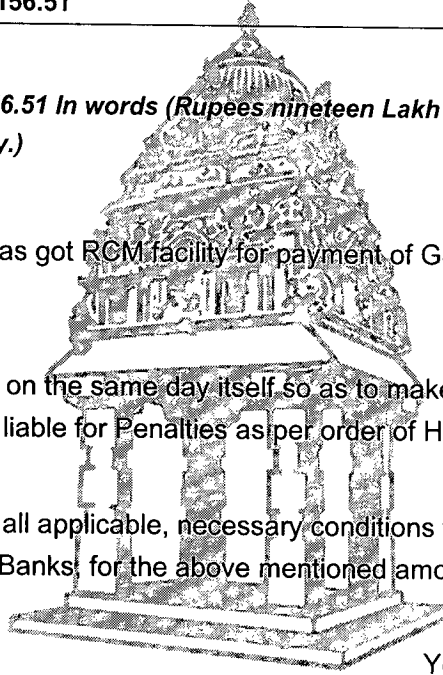 156.51
6.51 In words (Rupees nineteen Lakh
y.)
as got RCM facility for payment of G
on the same day itself so as to make
liable for Penalties as per order of H
all applicable, necessary conditions
Banks, for the above mentioned amo
Y